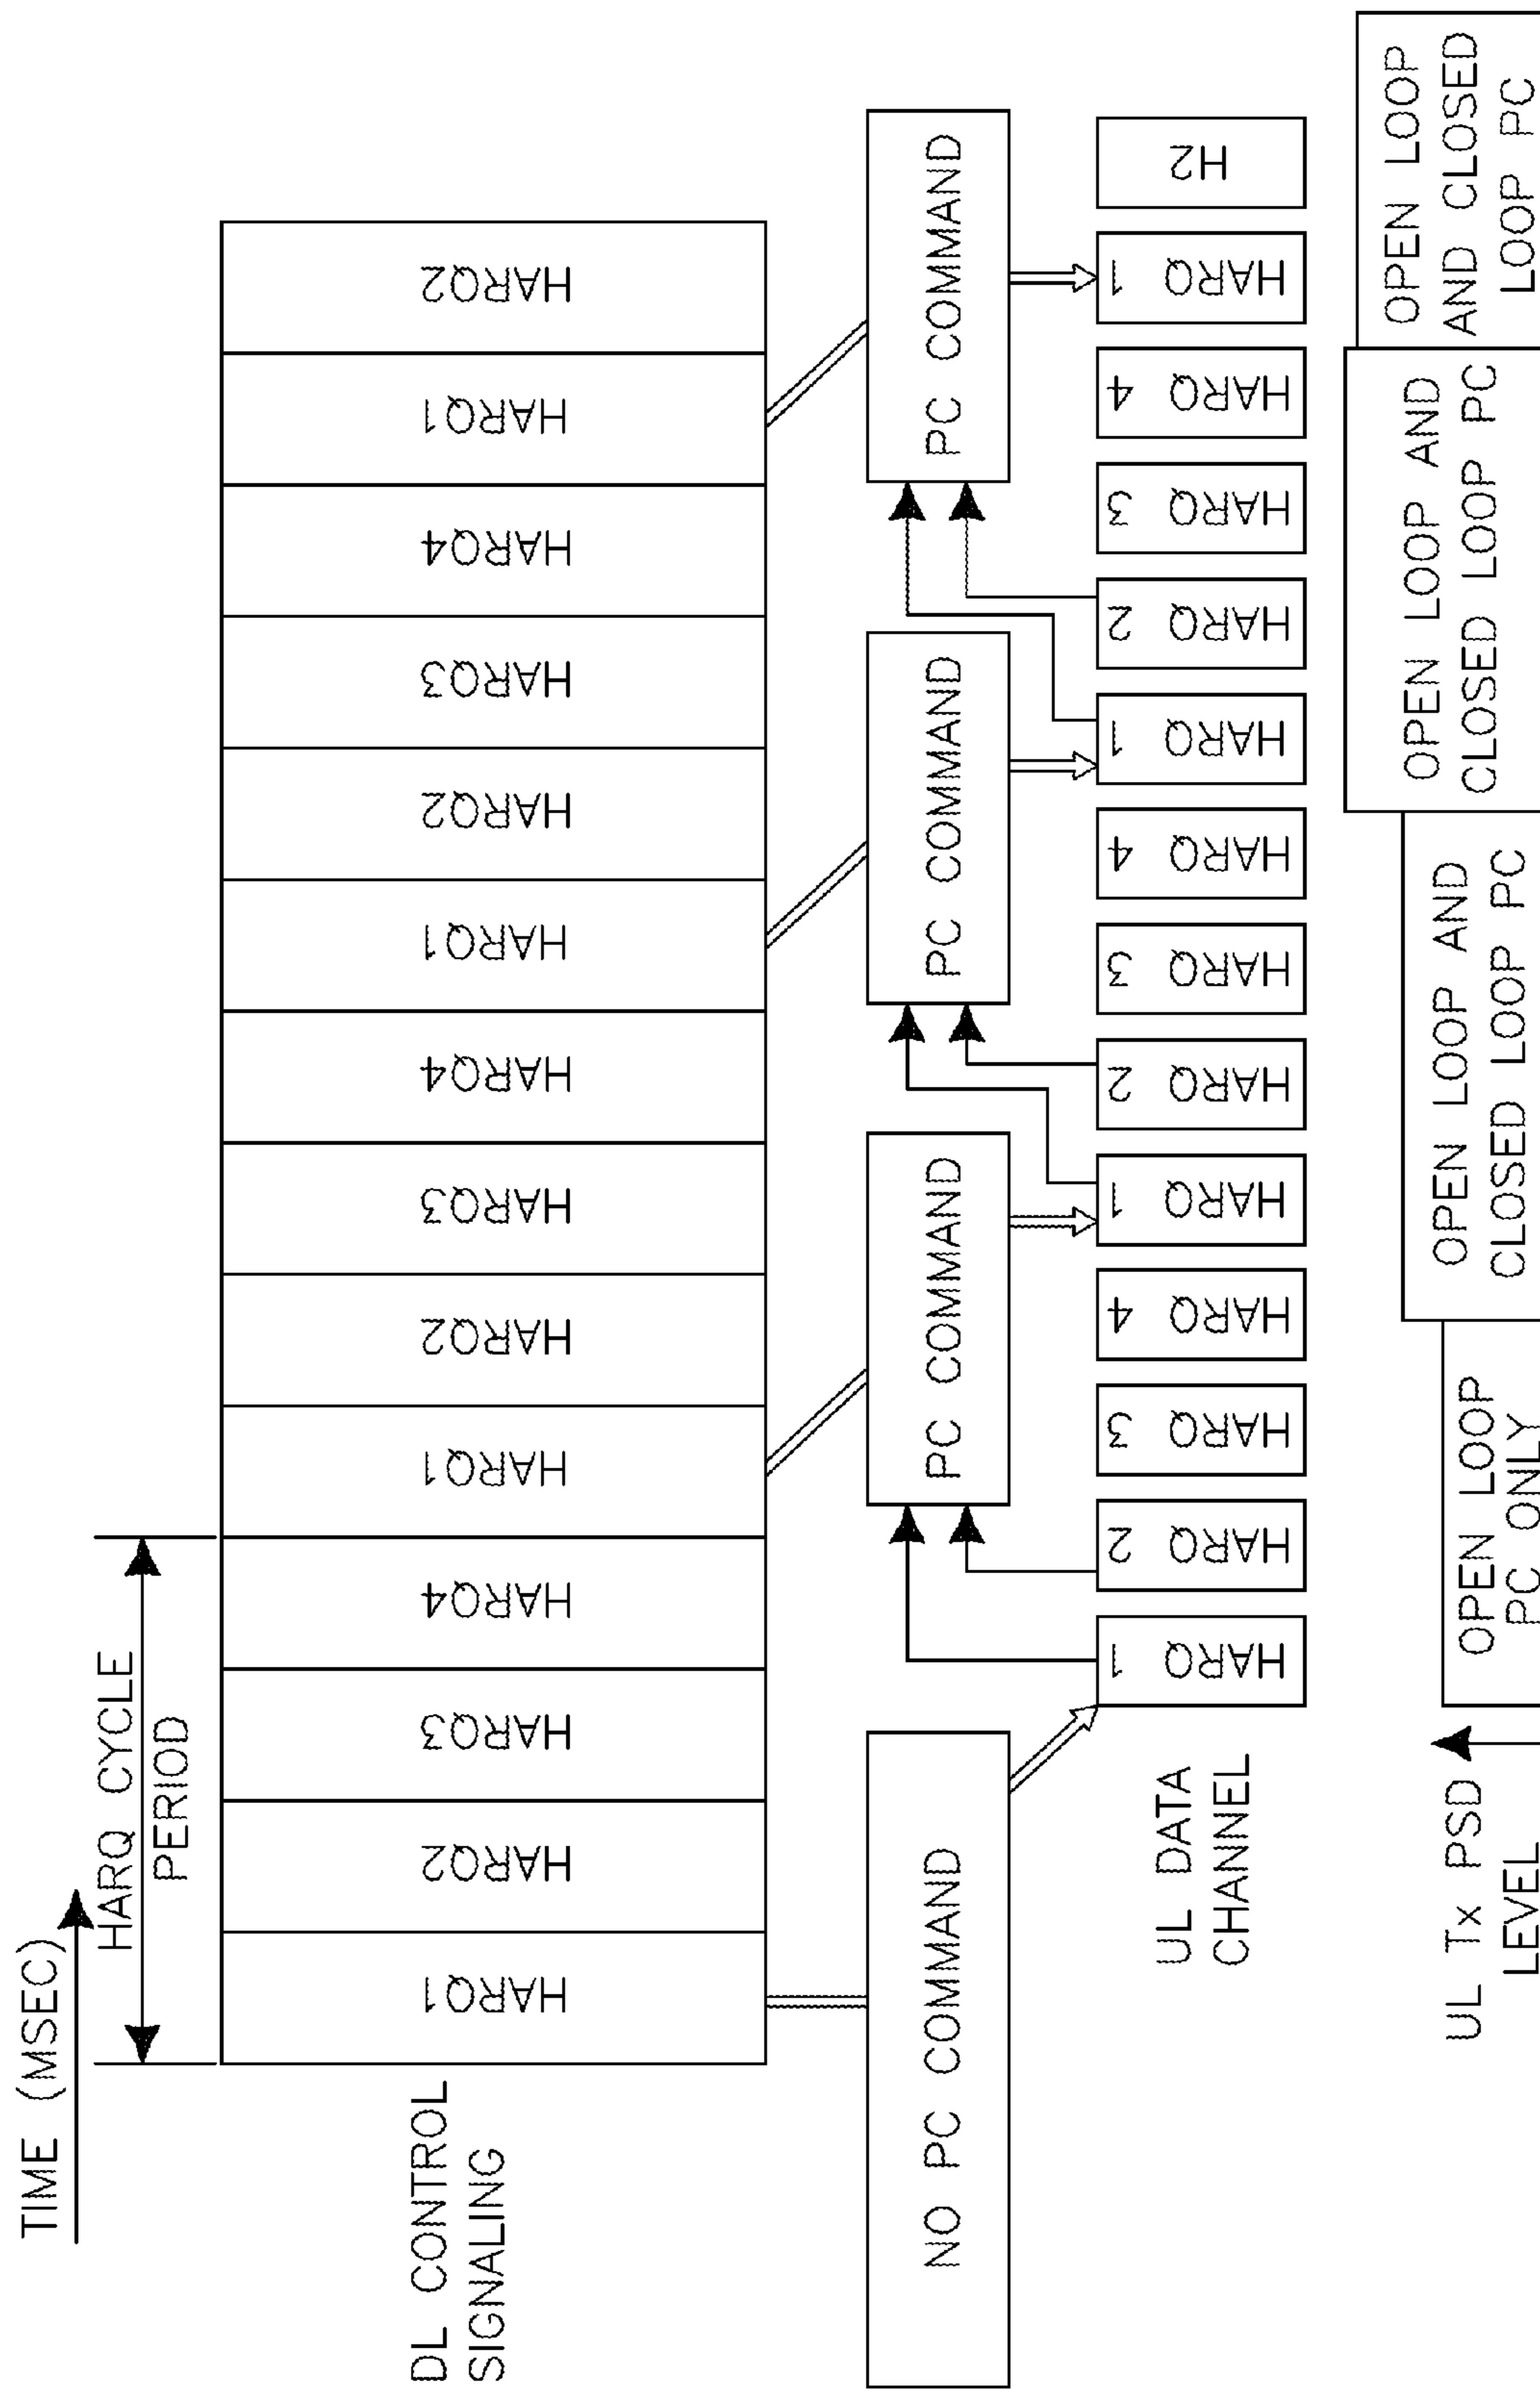 TIME (MSEC)
HARQ CYCLE
PERIOD
DL CONTROL
SIGNALING
HARQ1
HARQ2
HARQ3
HARQ4
HARQ1
HARQ2
HARQ3
HARQ4
HARQ1
HARQ2
HARQ3
HARQ4
HARQ1
HARQ2
NO PC COMMAND
PC COMMAND
PC COMMAND
PC COMMAND
UL DATA
CHANNEL
HARQ 1
HARQ 2
HARQ 3
HARQ 4
HARQ 1
HARQ 2
HARQ 3
HARQ 4
HARQ 1
HARQ 2
HARQ 3
HARQ 4
HARQ 1
H2
UL Tx PSD
LEVEL
OPEN LOOP
PC ONLY
OPEN LOOP AND
CLOSED LOOP PC
OPEN LOOP AND
CLOSED LOOP PC
OPEN LOOP
AND CLOSED
LOOP PC